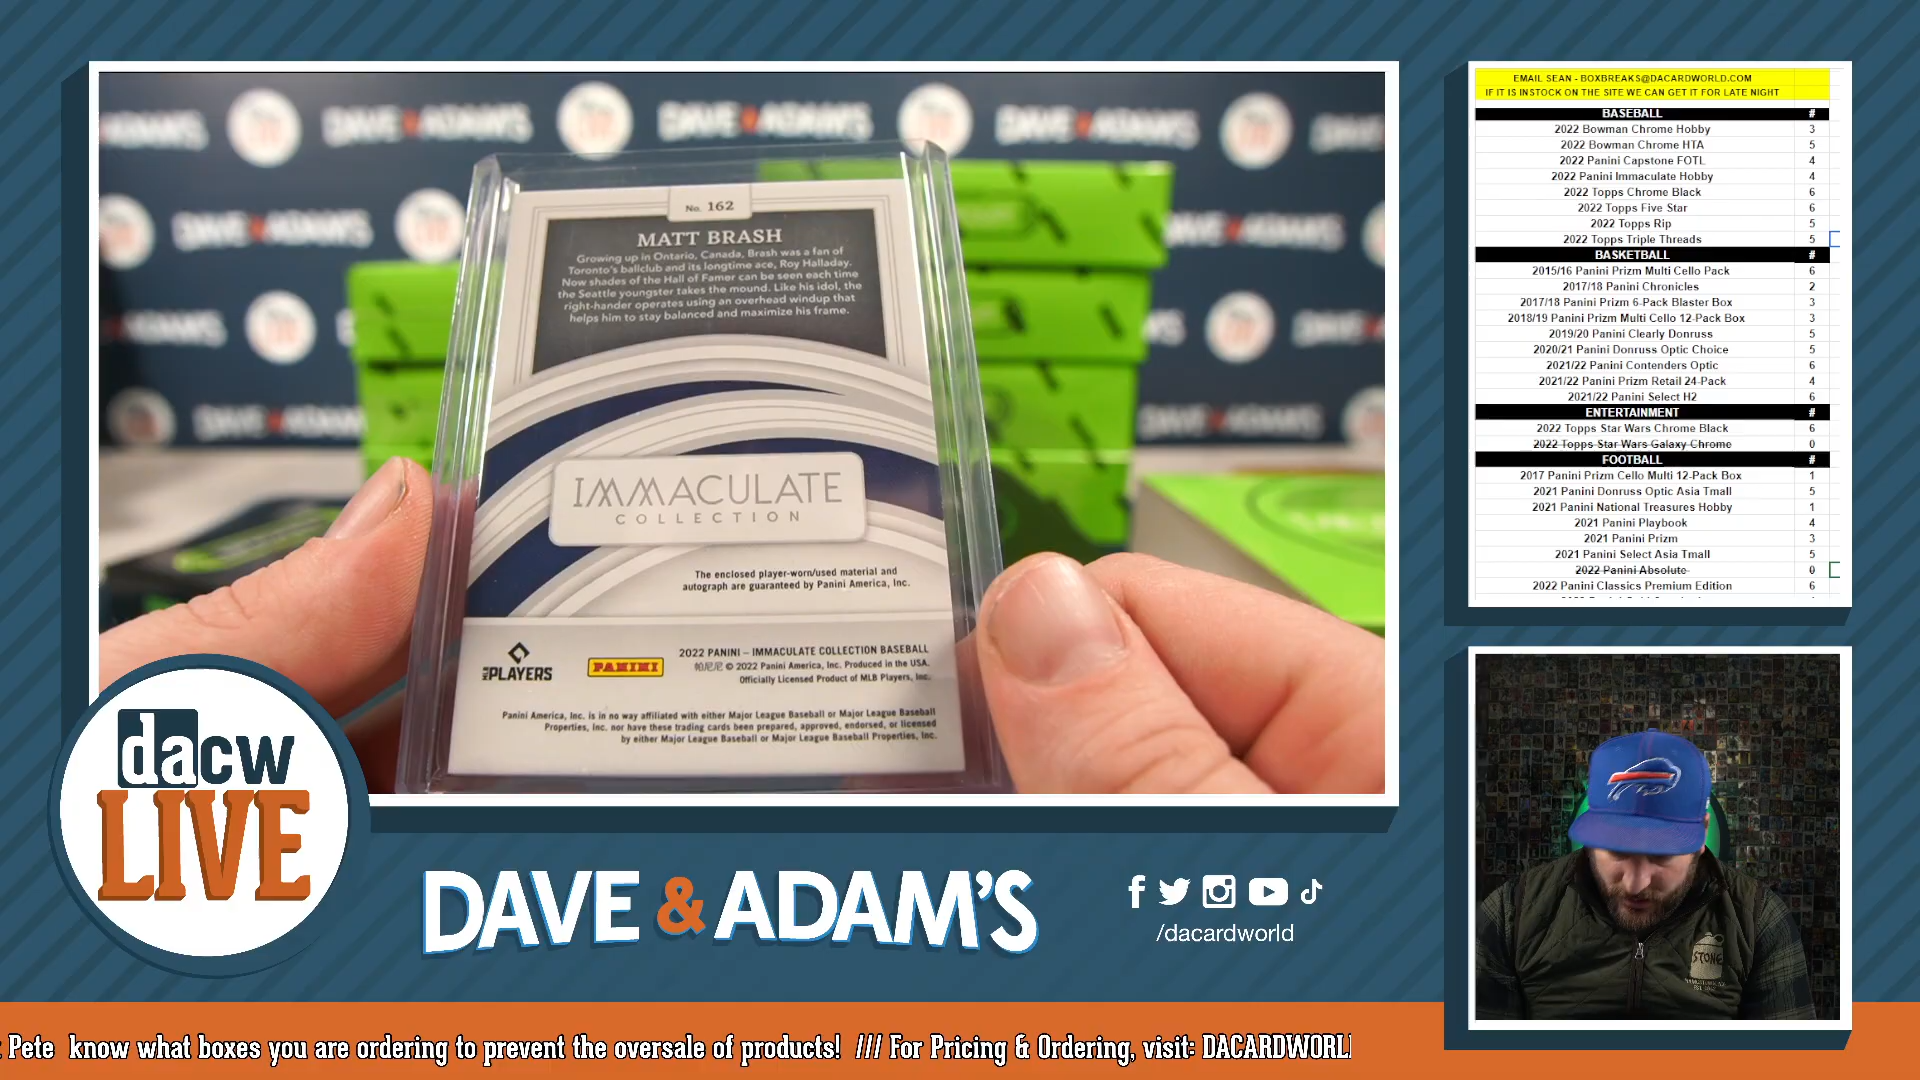 DAVE & ADAM'S
DAVE & ADAM'S
DAVE & ADAM'S
No. 162
MATT BRASH
Growing up in Ontario, Canada, Brash was a fan of
Toronto's ballclub and its longtime ace, Roy Halladay.
Now shades of the Hall of Famer can be seen each time
the Seattle youngster takes the mound. Like his idol, the
right-hander operates using an overhead windup that
helps him to stay balanced and maximize his frame.
IMMACULATE
COLLECTION
The enclosed player-worn/used material and
autograph are guaranteed by Panini America, Inc.
MLB PLAYERS
PANINI
2022 PANINI – IMMACULATE COLLECTION BASEBALL
帕尼尼 © 2022 Panini America, Inc. Produced in the USA.
Officially Licensed Product of MLB Players, Inc.
Panini America, Inc. is in no way affiliated with either Major League Baseball or Major League Baseball
Properties, Inc. nor have these trading cards been prepared, approved, endorsed, or licensed
by either Major League Baseball or Major League Baseball Properties, Inc.
EMAIL SEAN - BOXBREAKS@DACARDWORLD.COM
IF IT IS INSTOCK ON THE SITE WE CAN GET IT FOR LATE NIGHT
BASEBALL #
2022 Bowman Chrome Hobby 3
2022 Bowman Chrome HTA 5
2022 Panini Capstone FOTL 4
2022 Panini Immaculate Hobby 4
2022 Topps Chrome Black 6
2022 Topps Five Star 6
2022 Topps Rip 5
2022 Topps Triple Threads 5
BASKETBALL #
2015/16 Panini Prizm Multi Cello Pack 6
2017/18 Panini Chronicles 2
2017/18 Panini Prizm 6-Pack Blaster Box 3
2018/19 Panini Prizm Multi Cello 12-Pack Box 3
2019/20 Panini Clearly Donruss 5
2020/21 Panini Donruss Optic Choice 5
2021/22 Panini Contenders Optic 6
2021/22 Panini Prizm Retail 24-Pack 4
2021/22 Panini Select H2 6
ENTERTAINMENT #
2022 Topps Star Wars Chrome Black 6
2022 Topps Star Wars Galaxy Chrome 0
FOOTBALL #
2017 Panini Prizm Cello Multi 12-Pack Box 1
2021 Panini Donruss Optic Asia Tmall 5
2021 Panini National Treasures Hobby 1
2021 Panini Playbook 4
2021 Panini Prizm 3
2021 Panini Select Asia Tmall 5
2022 Panini Absolute 0
2022 Panini Classics Premium Edition 6
STONE
dacw
LIVE
DAVE & ADAM'S
/dacardworld
Pete know what boxes you are ordering to prevent the oversale of products! /// For Pricing & Ordering, visit: DACARDWORL